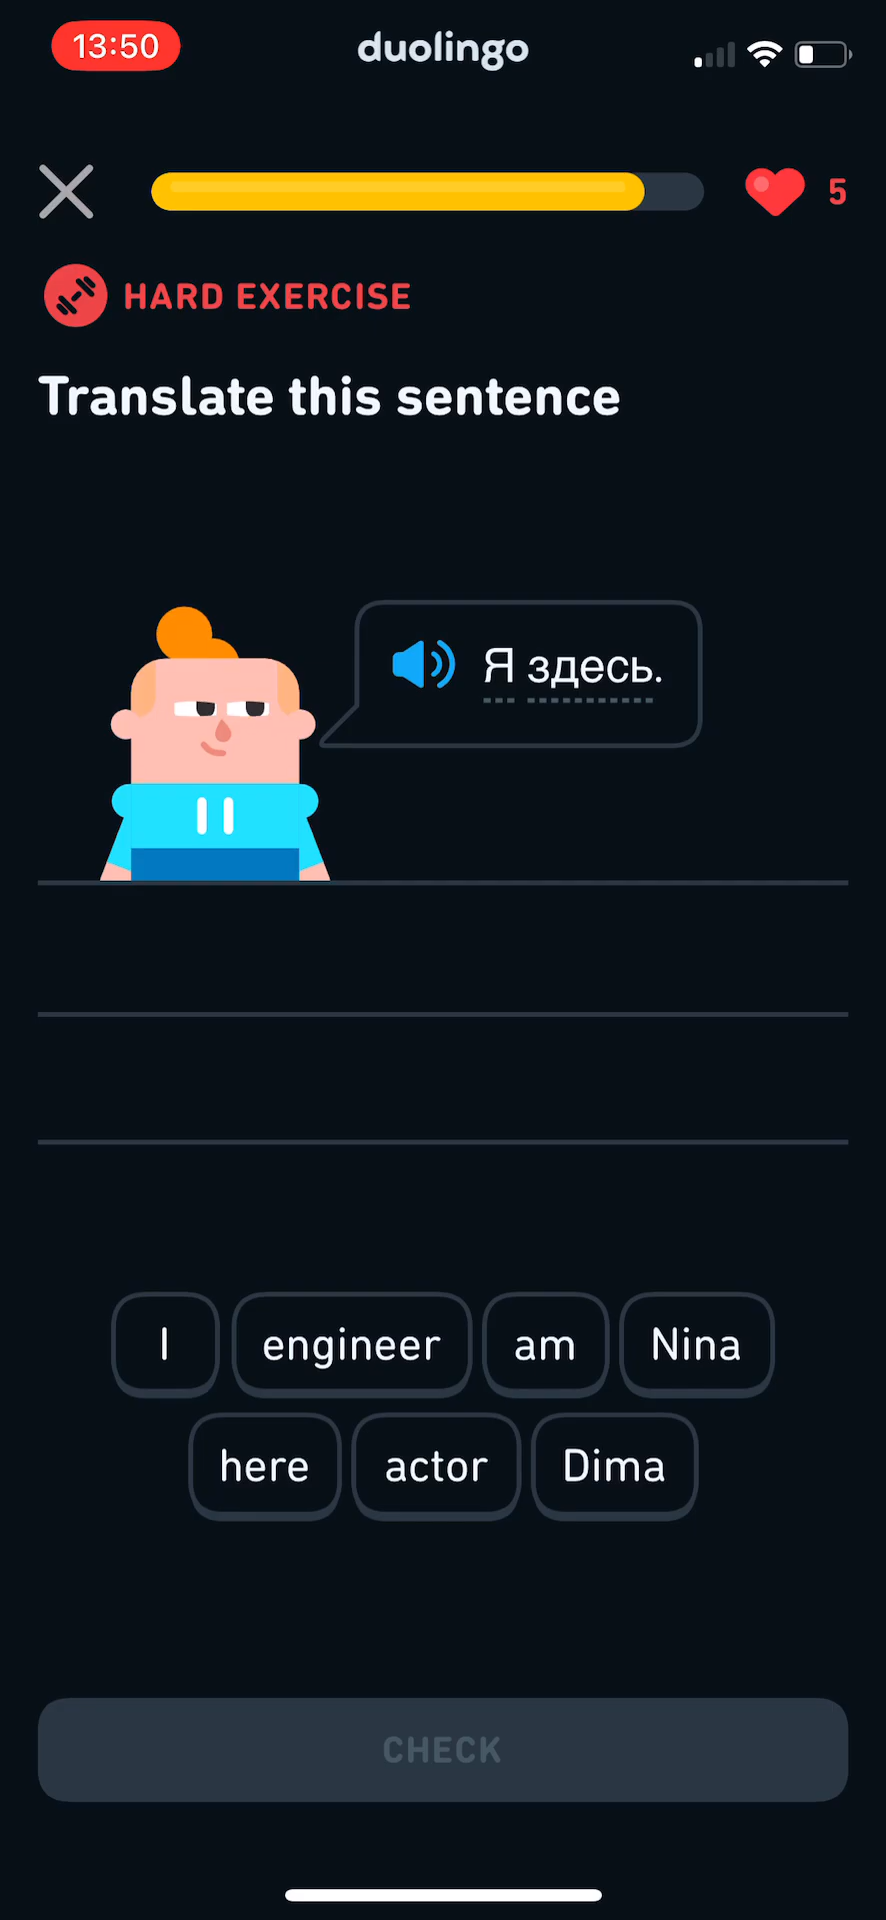 13:50 duolingo
5
HARD EXERCISE
Translate this sentence
Я здесь.
I engineer am Nina
here actor Dima
CHECK